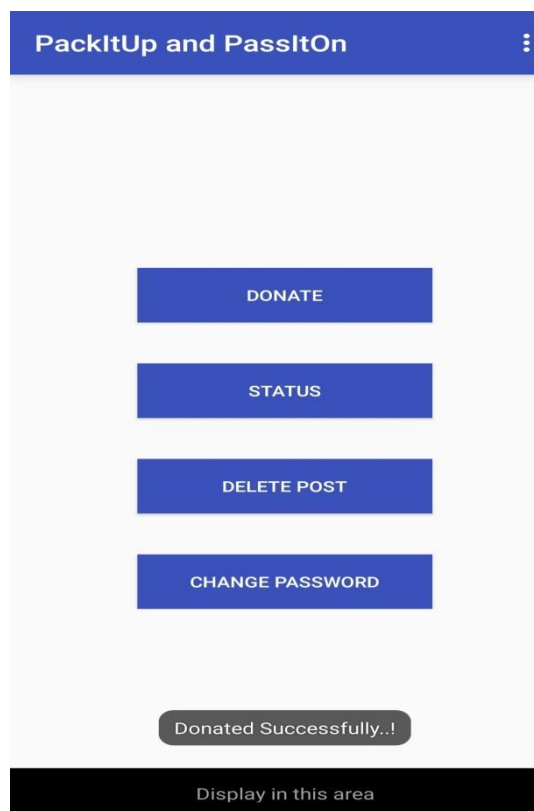 PackItUp and PassItOn
DONATE
STATUS
DELETE POST
CHANGE PASSWORD
Donated Successfully..!
Display in this area